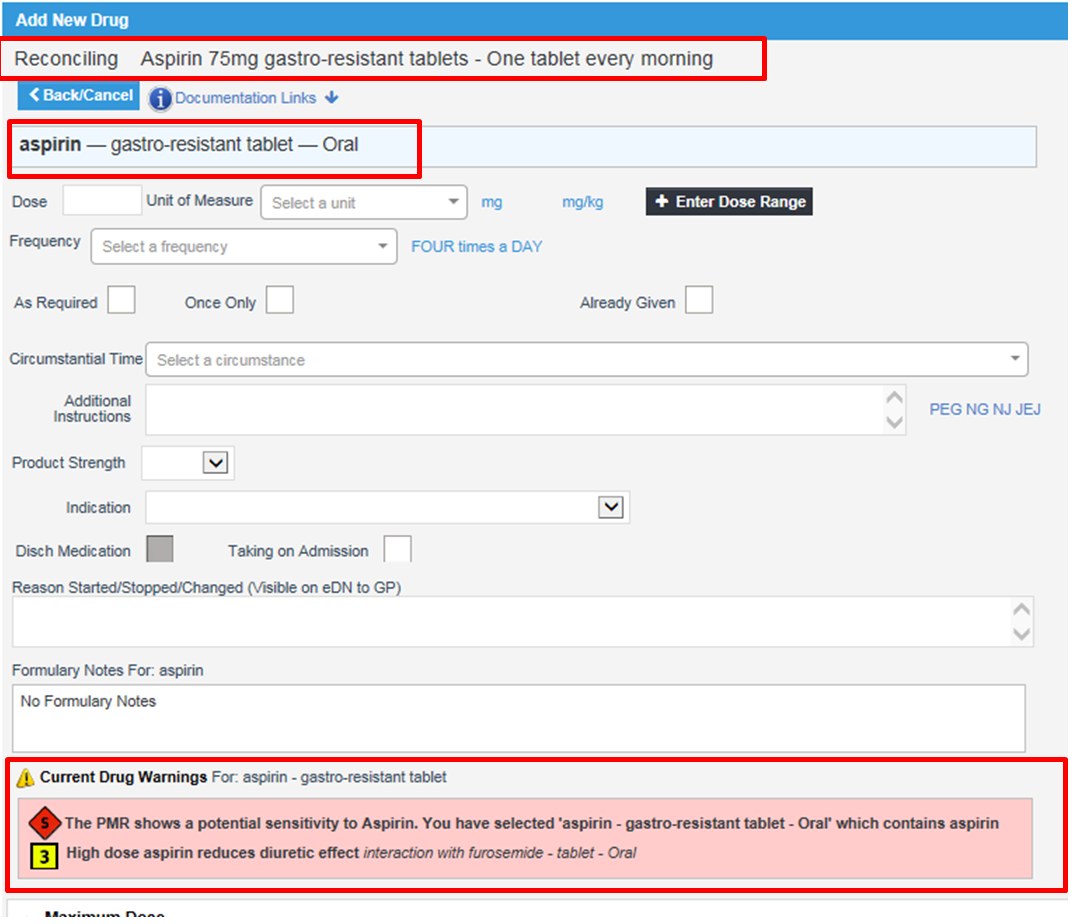 Add New Drug
Reconciling Aspirin 75mg gastro-resistant tablets - One tablet every morning
Back/Cancel i Documentation Links
aspirin — gastro-resistant tablet — Oral
Dose Unit of Measure Select a unit mg mg/kg + Enter Dose Range
Frequency Select a frequency FOUR times a DAY
As Required Once Only Already Given
Circumstantial Time Select a circumstance
Additional
Instructions PEG NG NJ JEJ
Product Strength
Indication
Disch Medication Taking on Admission
Reason Started/Stopped/Changed (Visible on eDN to GP)
Formulary Notes For: aspirin
No Formulary Notes
Current Drug Warnings For: aspirin - gastro-resistant tablet
S The PMR shows a potential sensitivity to Aspirin. You have selected 'aspirin - gastro-resistant tablet - Oral' which contains aspirin
3 High dose aspirin reduces diuretic effect interaction with furosemide - tablet - Oral
Maximum Dose